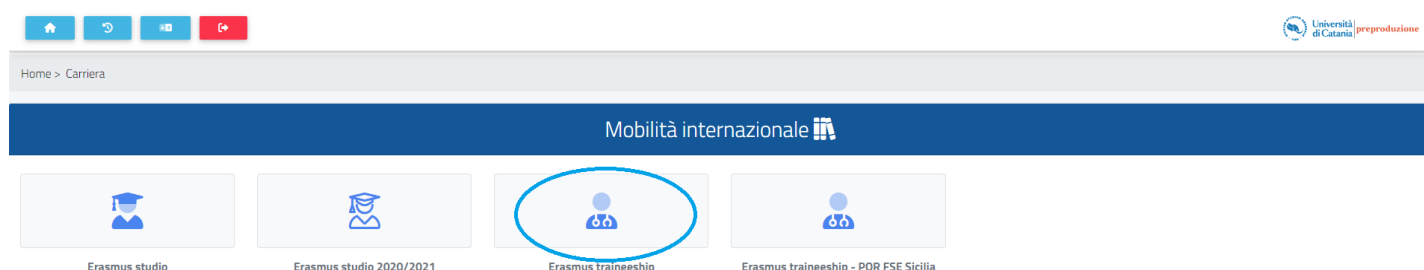 Università
di Catania
preproduzione
Home > Carriera
Mobilità internazionale
Erasmus studio
Erasmus studio 2020/2021
Erasmus traineeship
Erasmus traineeship - POR FSE Sicilia